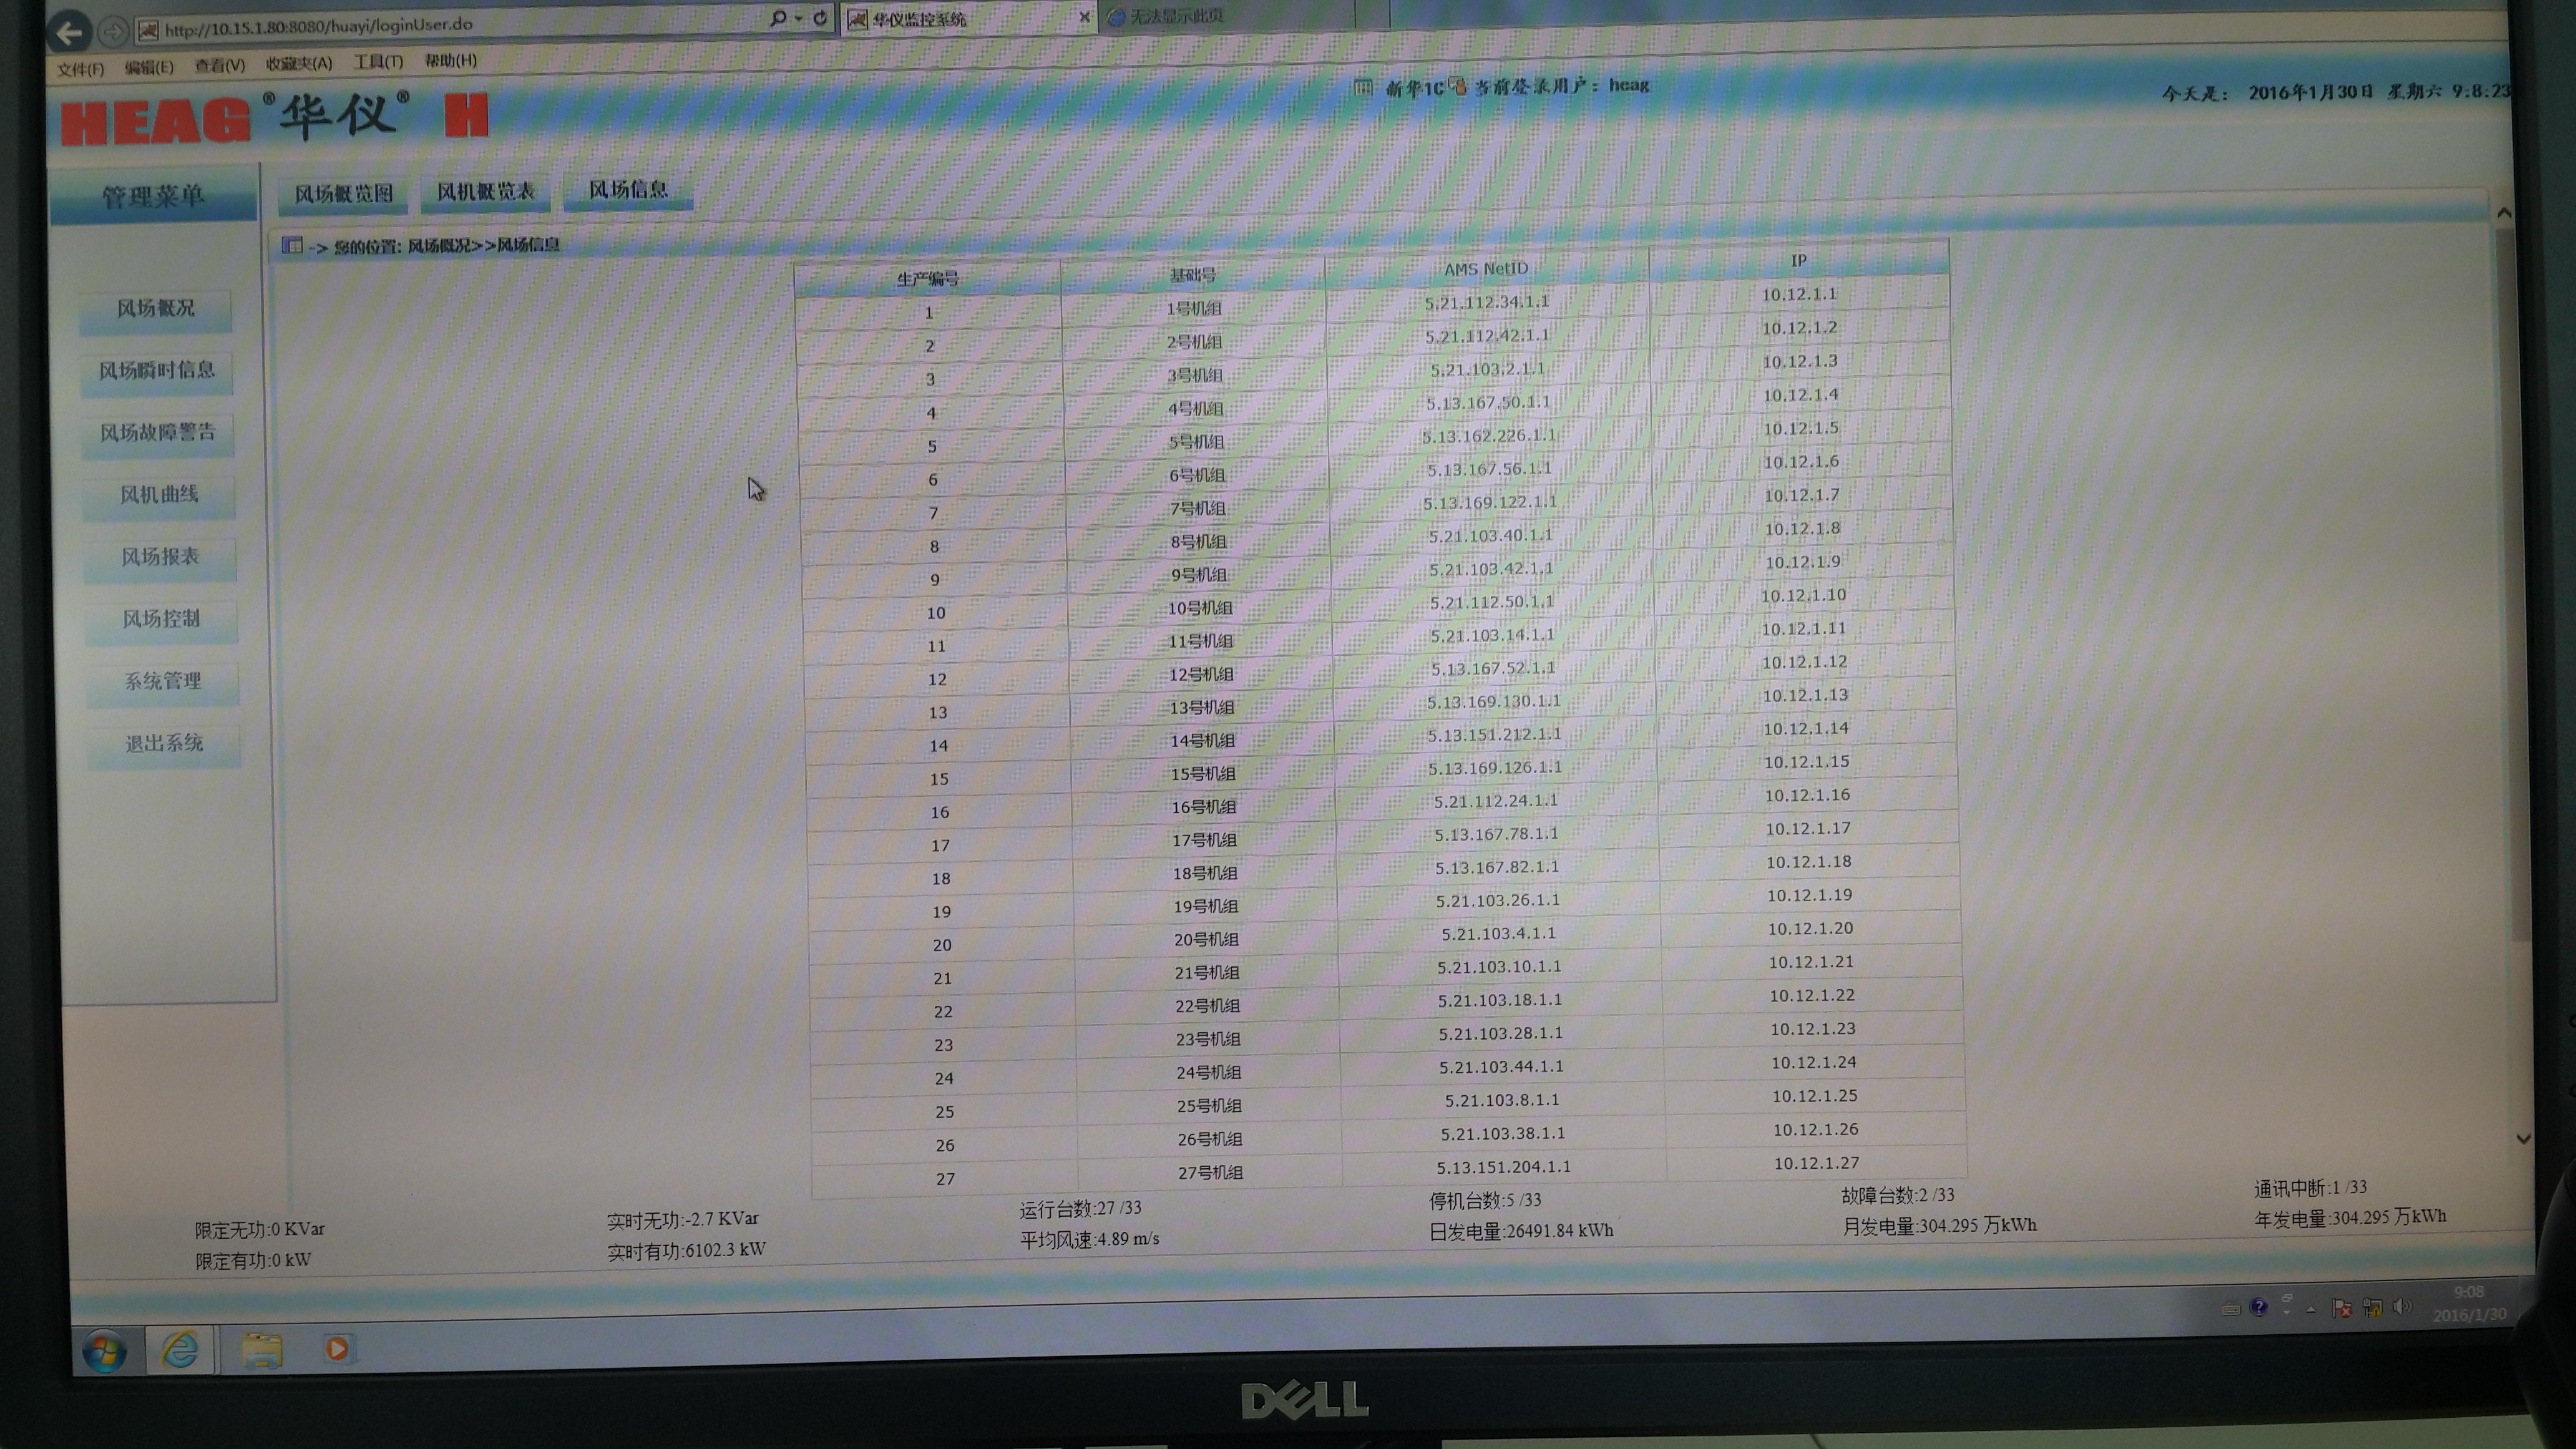 http://10.15.1.80:8080/huayi/loginUser.do
华仪监控系统
无法显示此页
文件(F) 编辑(E) 查看(V) 收藏夹(A) 工具(T) 帮助(H)
HEAG®华仪® H
新华1C 当前登录用户：heag
今天是： 2016年1月30日 星期六 9:8:23
管理菜单
风场概览图 风机概览表 风场信息
-> 您的位置: 风场概况>>风场信息
风场概况
风场瞬时信息
风场故障警告
风机曲线
风场报表
风场控制
系统管理
退出系统
生产编号 基础号 AMS NetID IP
1 1号机组 5.21.112.34.1.1 10.12.1.1
2 2号机组 5.21.112.42.1.1 10.12.1.2
3 3号机组 5.21.103.2.1.1 10.12.1.3
4 4号机组 5.13.167.50.1.1 10.12.1.4
5 5号机组 5.13.162.226.1.1 10.12.1.5
6 6号机组 5.13.167.56.1.1 10.12.1.6
7 7号机组 5.13.169.122.1.1 10.12.1.7
8 8号机组 5.21.103.40.1.1 10.12.1.8
9 9号机组 5.21.103.42.1.1 10.12.1.9
10 10号机组 5.21.112.50.1.1 10.12.1.10
11 11号机组 5.21.103.14.1.1 10.12.1.11
12 12号机组 5.13.167.52.1.1 10.12.1.12
13 13号机组 5.13.169.130.1.1 10.12.1.13
14 14号机组 5.13.151.212.1.1 10.12.1.14
15 15号机组 5.13.169.126.1.1 10.12.1.15
16 16号机组 5.21.112.24.1.1 10.12.1.16
17 17号机组 5.13.167.78.1.1 10.12.1.17
18 18号机组 5.13.167.82.1.1 10.12.1.18
19 19号机组 5.21.103.26.1.1 10.12.1.19
20 20号机组 5.21.103.4.1.1 10.12.1.20
21 21号机组 5.21.103.10.1.1 10.12.1.21
22 22号机组 5.21.103.18.1.1 10.12.1.22
23 23号机组 5.21.103.28.1.1 10.12.1.23
24 24号机组 5.21.103.44.1.1 10.12.1.24
25 25号机组 5.21.103.8.1.1 10.12.1.25
26 26号机组 5.21.103.38.1.1 10.12.1.26
27 27号机组 5.13.151.204.1.1 10.12.1.27
限定无功:0 KVar 实时无功:-2.7 KVar 运行台数:27 /33 停机台数:5 /33 故障台数:2 /33 通讯中断:1 /33
限定有功:0 kW 实时有功:6102.3 kW 平均风速:4.89 m/s 日发电量:26491.84 kWh 月发电量:304.295 万kWh 年发电量:304.295 万kWh
9:08
2016/1/30
DELL